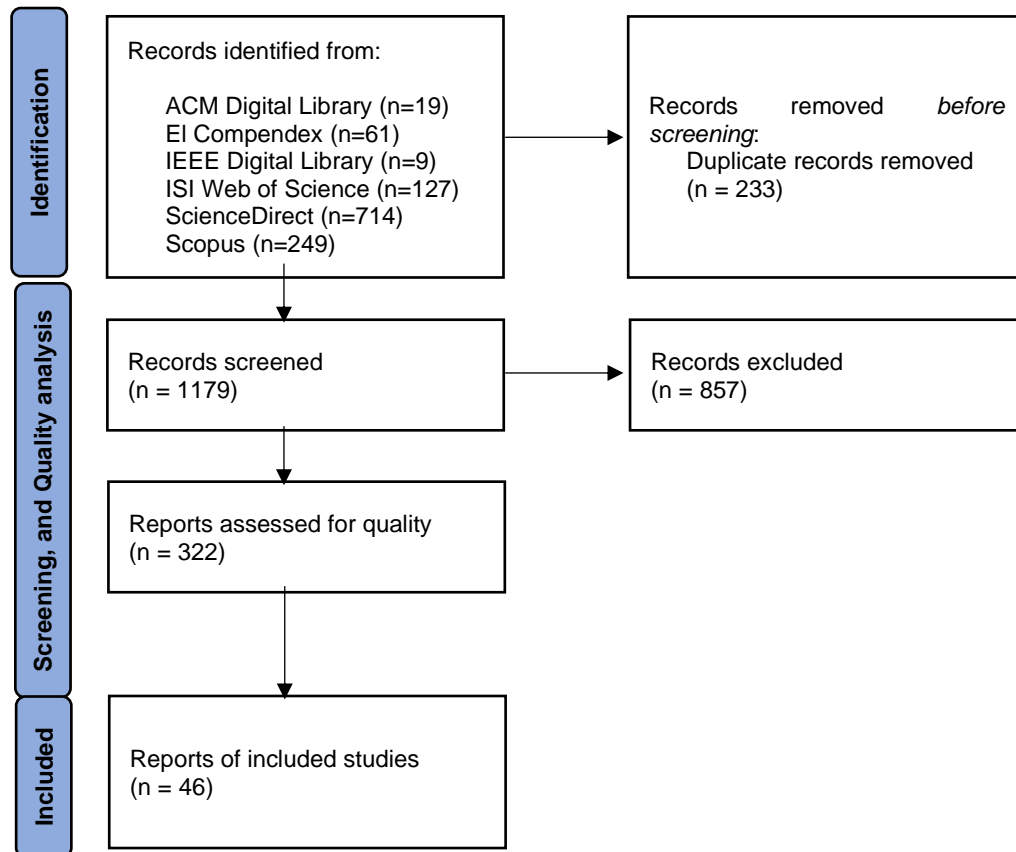 Identification
Records identified from:
ACM Digital Library (n=19)
EI Compendex (n=61)
IEEE Digital Library (n=9)
ISI Web of Science (n=127)
ScienceDirect (n=714)
Scopus (n=249)
Records removed before
screening:
Duplicate records removed
(n = 233)
Screening, and Quality analysis
Records screened
(n = 1179)
Records excluded
(n = 857)
Reports assessed for quality
(n = 322)
Included
Reports of included studies
(n = 46)